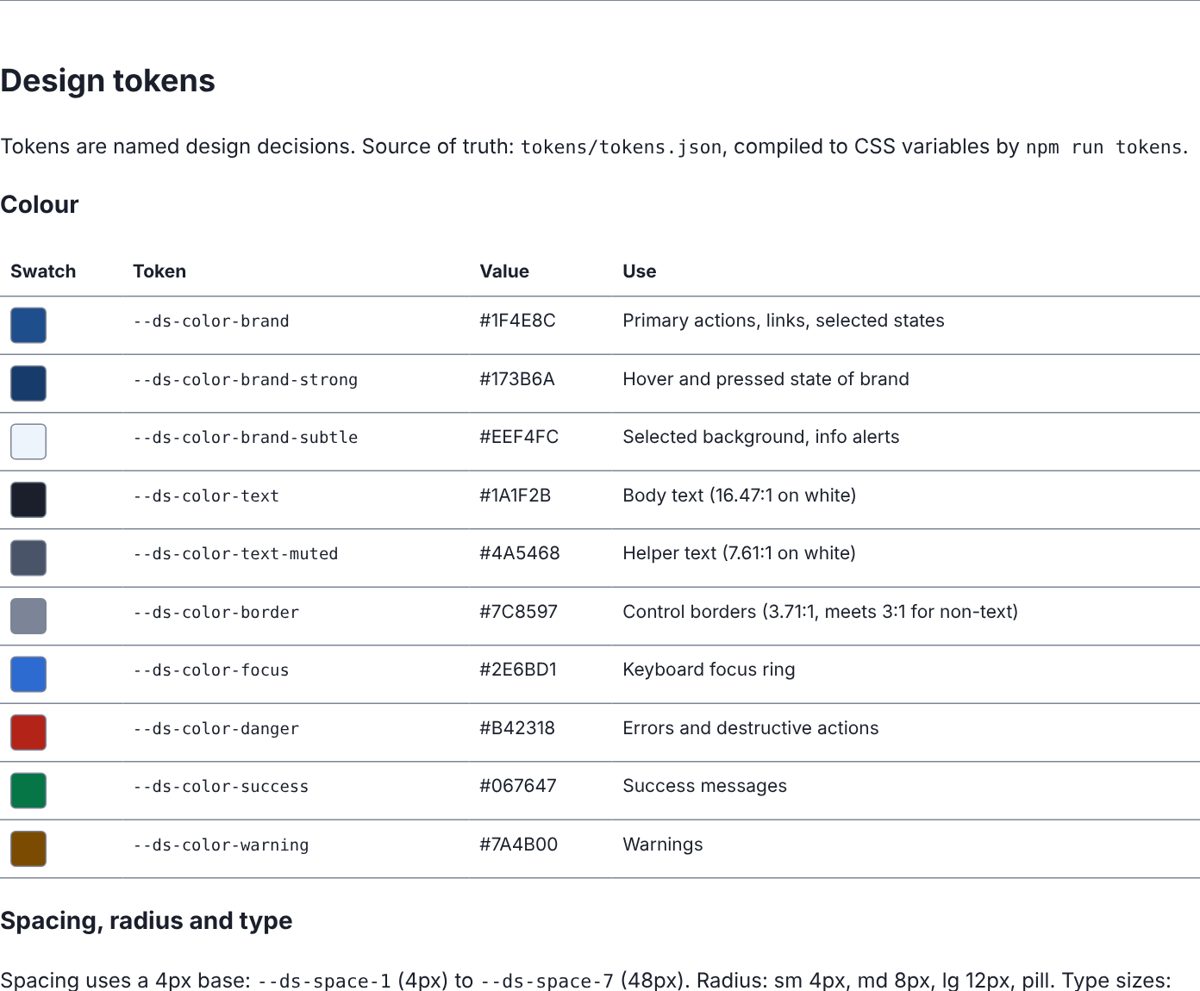 Design tokens
Tokens are named design decisions. Source of truth: tokens/tokens.json, compiled to CSS variables by npm run tokens.
Colour
Swatch Token Value Use
--ds-color-brand #1F4E8C Primary actions, links, selected states
--ds-color-brand-strong #173B6A Hover and pressed state of brand
--ds-color-brand-subtle #EEF4FC Selected background, info alerts
--ds-color-text #1A1F2B Body text (16.47:1 on white)
--ds-color-text-muted #4A5468 Helper text (7.61:1 on white)
--ds-color-border #7C8597 Control borders (3.71:1, meets 3:1 for non-text)
--ds-color-focus #2E6BD1 Keyboard focus ring
--ds-color-danger #B42318 Errors and destructive actions
--ds-color-success #067647 Success messages
--ds-color-warning #7A4B00 Warnings
Spacing, radius and type
Spacing uses a 4px base: --ds-space-1 (4px) to --ds-space-7 (48px). Radius: sm 4px, md 8px, lg 12px, pill. Type sizes: